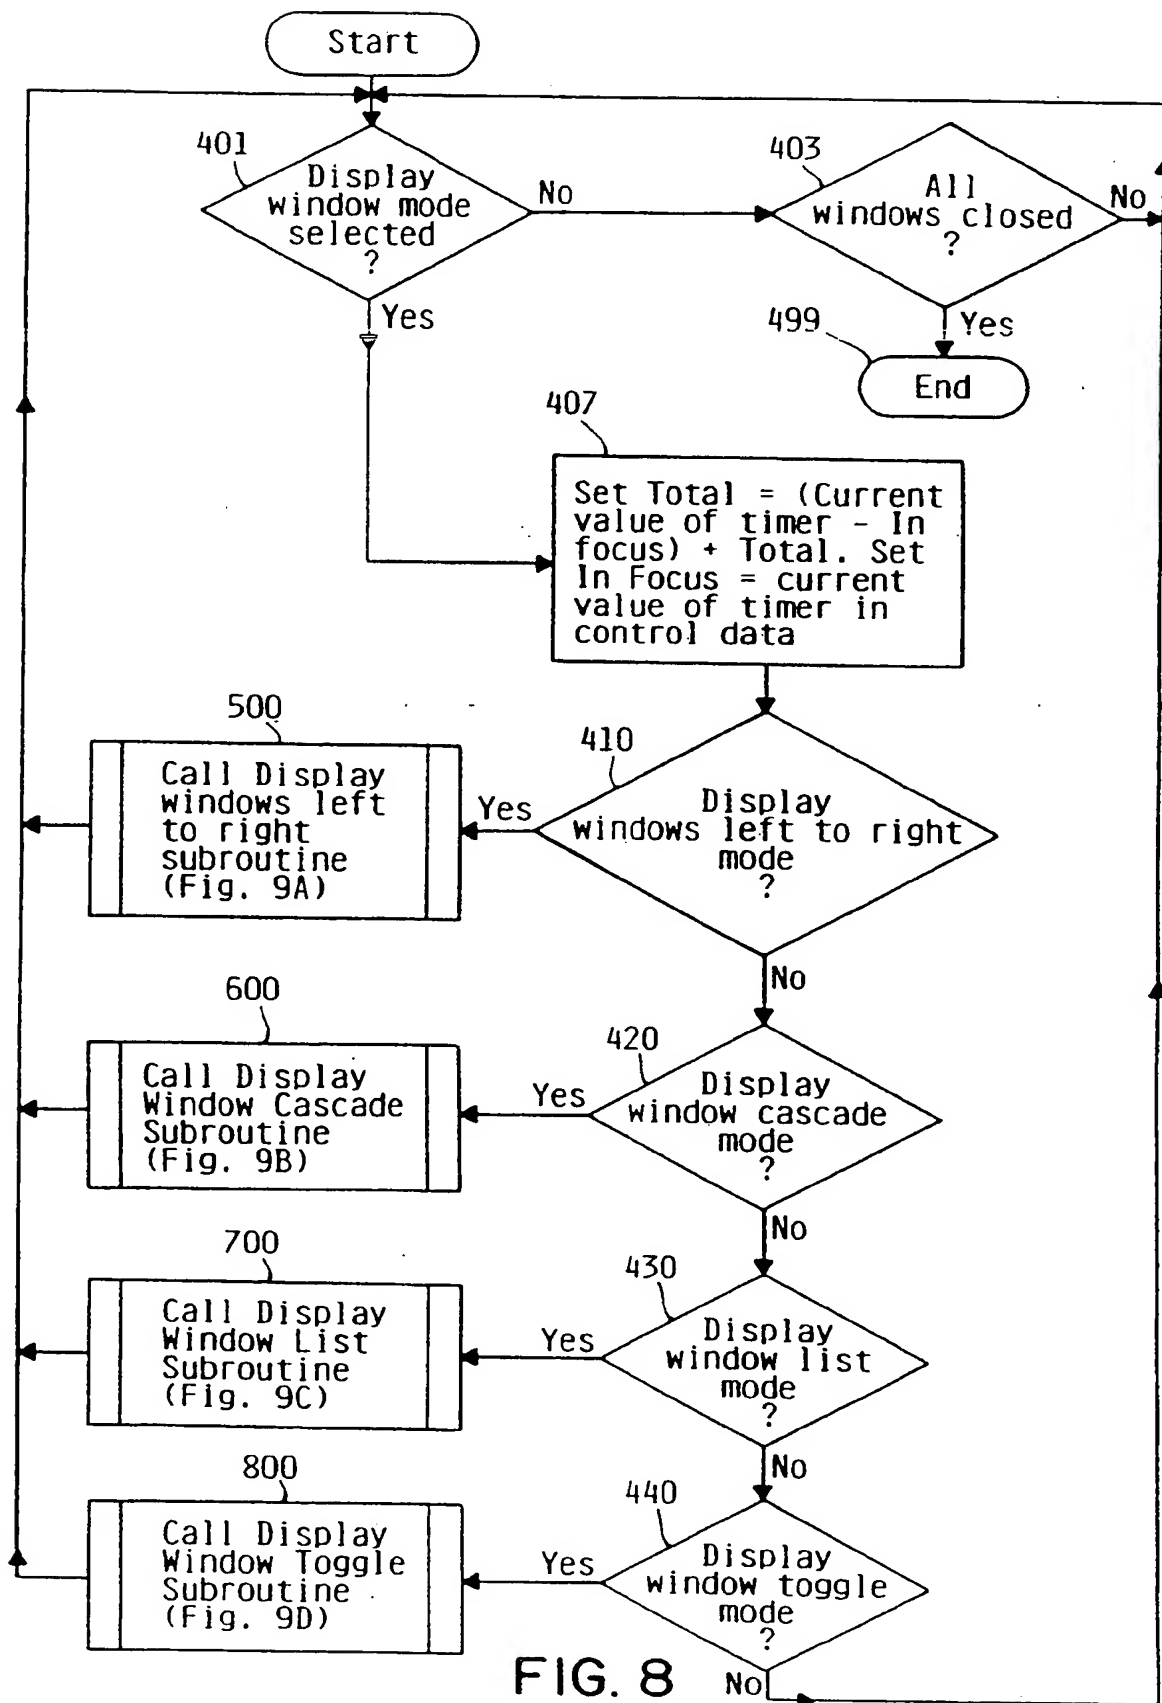 Start
401
Display
window mode
selected
?
No
Yes
403
All
windows closed
?
No
Yes
499
End
407
Set Total = (Current
value of timer - In
focus) + Total. Set
In Focus = current
value of timer in
control data
500
Call Display
windows left
to right
subroutine
(Fig. 9A)
Yes
410
Display
windows left to right
mode
?
No
600
Call Display
Window Cascade
Subroutine
(Fig. 9B)
Yes
420
Display
window cascade
mode
?
No
700
Call Display
Window List
Subroutine
(Fig. 9C)
Yes
430
Display
window list
mode
?
No
800
Call Display
Window Toggle
Subroutine
(Fig. 9D)
Yes
440
Display
window toggle
mode
?
No
FIG. 8